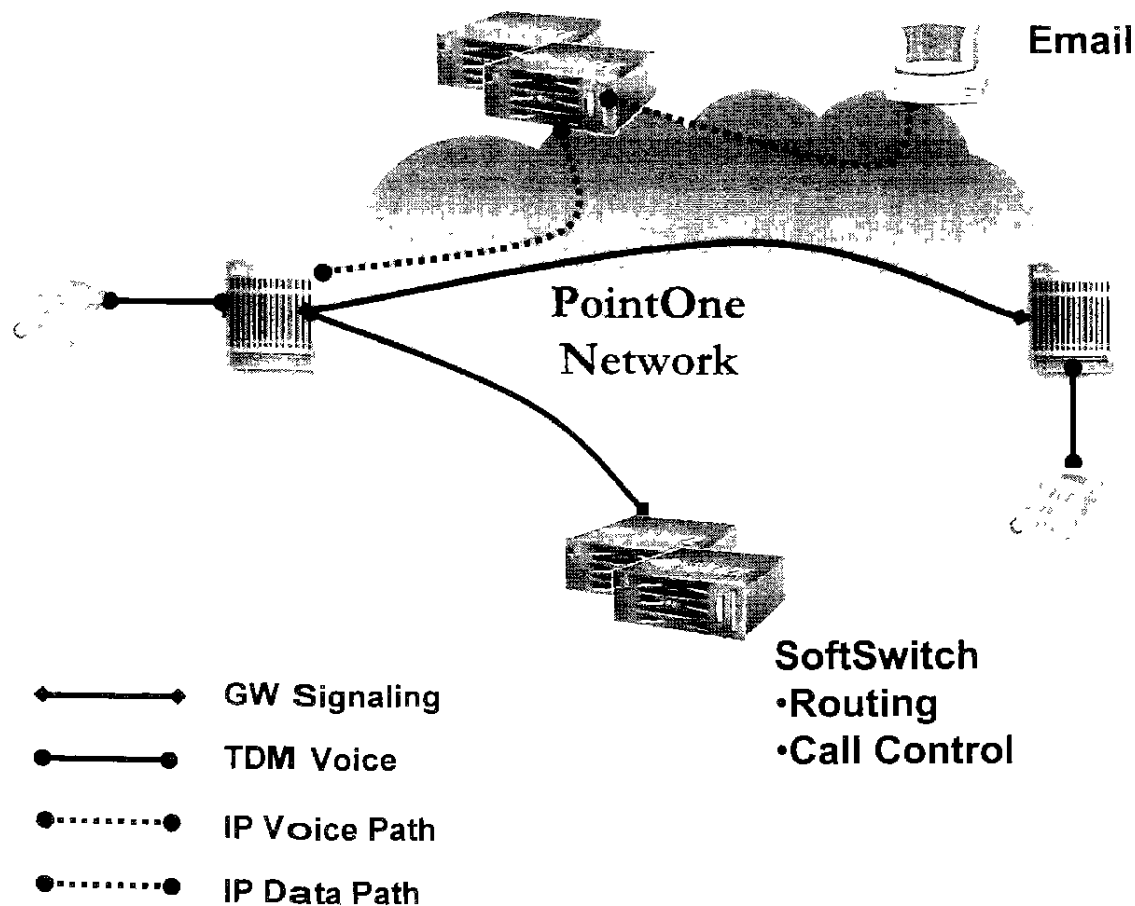 Email
PointOne
Network
SoftSwitch
•Routing
•Call Control
GW Signaling
TDM Voice
IP Voice Path
IP Data Path